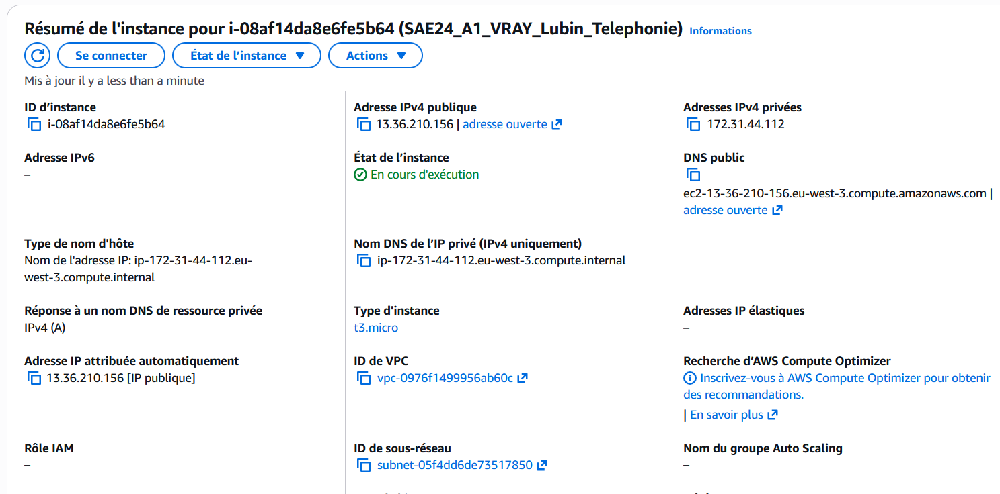 Résumé de l'instance pour i-08af14da8e6fe5b64 (SAE24_A1_VRAY_Lubin_Telephonie) Informations
Se connecter
État de l’instance
Actions
Mis à jour il y a less than a minute
ID d’instance
i-08af14da8e6fe5b64
Adresse IPv4 publique
13.36.210.156 | adresse ouverte
Adresses IPv4 privées
172.31.44.112
Adresse IPv6
–
État de l’instance
En cours d'exécution
DNS public
ec2-13-36-210-156.eu-west-3.compute.amazonaws.com |
adresse ouverte
Type de nom d'hôte
Nom de l'adresse IP: ip-172-31-44-112.eu-
west-3.compute.internal
Nom DNS de l’IP privé (IPv4 uniquement)
ip-172-31-44-112.eu-west-3.compute.internal
Réponse à un nom DNS de ressource privée
IPv4 (A)
Type d'instance
t3.micro
Adresses IP élastiques
–
Adresse IP attribuée automatiquement
13.36.210.156 [IP publique]
ID de VPC
vpc-0976f1499956ab60c
Recherche d’AWS Compute Optimizer
Inscrivez-vous à AWS Compute Optimizer pour obtenir
des recommandations.
| En savoir plus
Rôle IAM
–
ID de sous-réseau
subnet-05f4dd6de73517850
Nom du groupe Auto Scaling
–